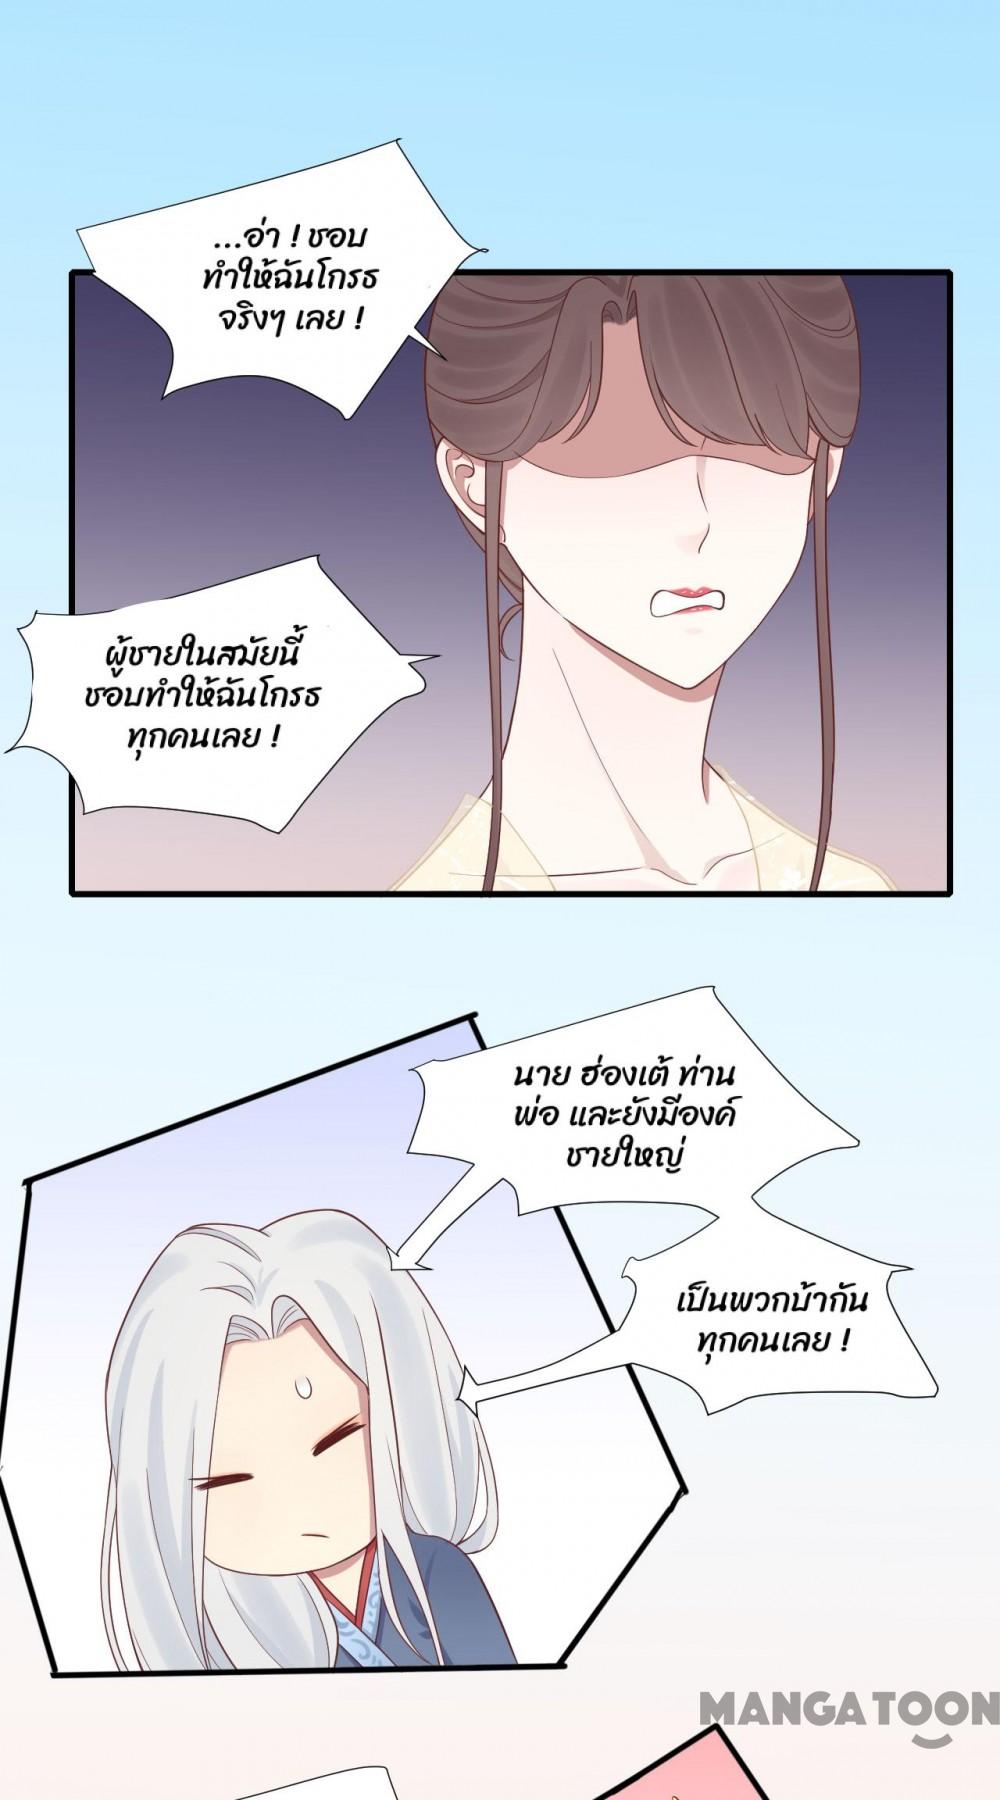 ...อ่า ! ชอบ
ทำให้ฉันโกรธ
จริงๆ เลย !
ผู้ชายในสมัยนี้
ชอบทำให้ฉันโกรธ
ทุกคนเลย !
นาย ฮ่องเต้ ท่าน
พ่อ และยังมีองค์
ชายใหญ่
เป็นพวกบ้ากัน
ทุกคนเลย !
MANGATOON